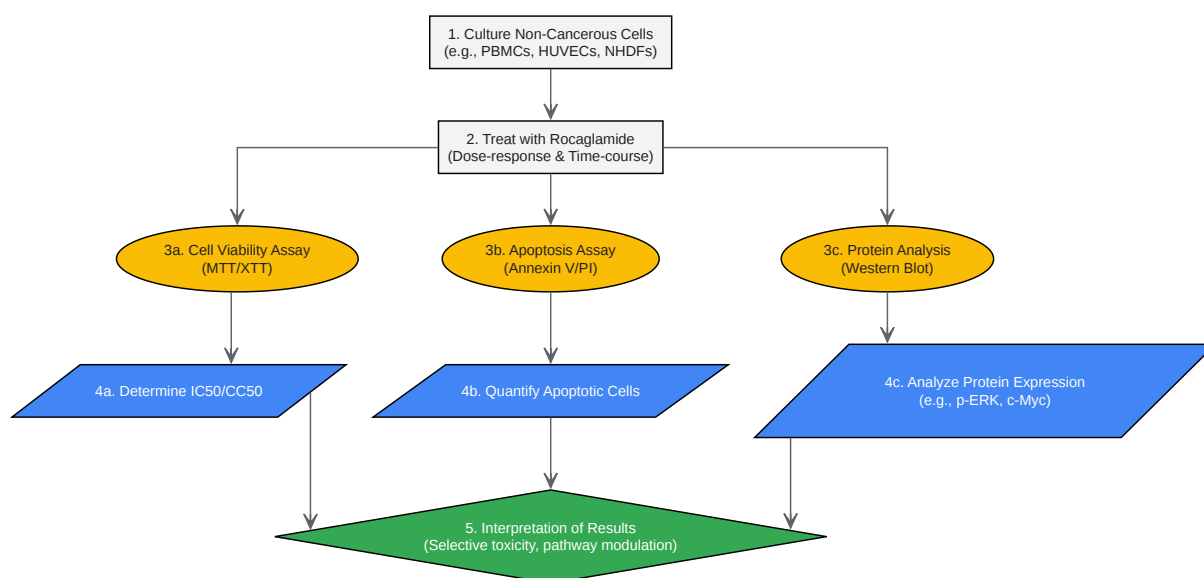 1. Culture Non-Cancerous Cells
(e.g., PBMCs, HUVECs, NHDFs)
2. Treat with Rocaglamide
(Dose-response & Time-course)
3a. Cell Viability Assay
(MTT/XTT)
3b. Apoptosis Assay
(Annexin V/PI)
3c. Protein Analysis
(Western Blot)
4a. Determine IC50/CC50
4b. Quantify Apoptotic Cells
4c. Analyze Protein Expression
(e.g., p-ERK, c-Myc)
5. Interpretation of Results
(Selective toxicity, pathway modulation)